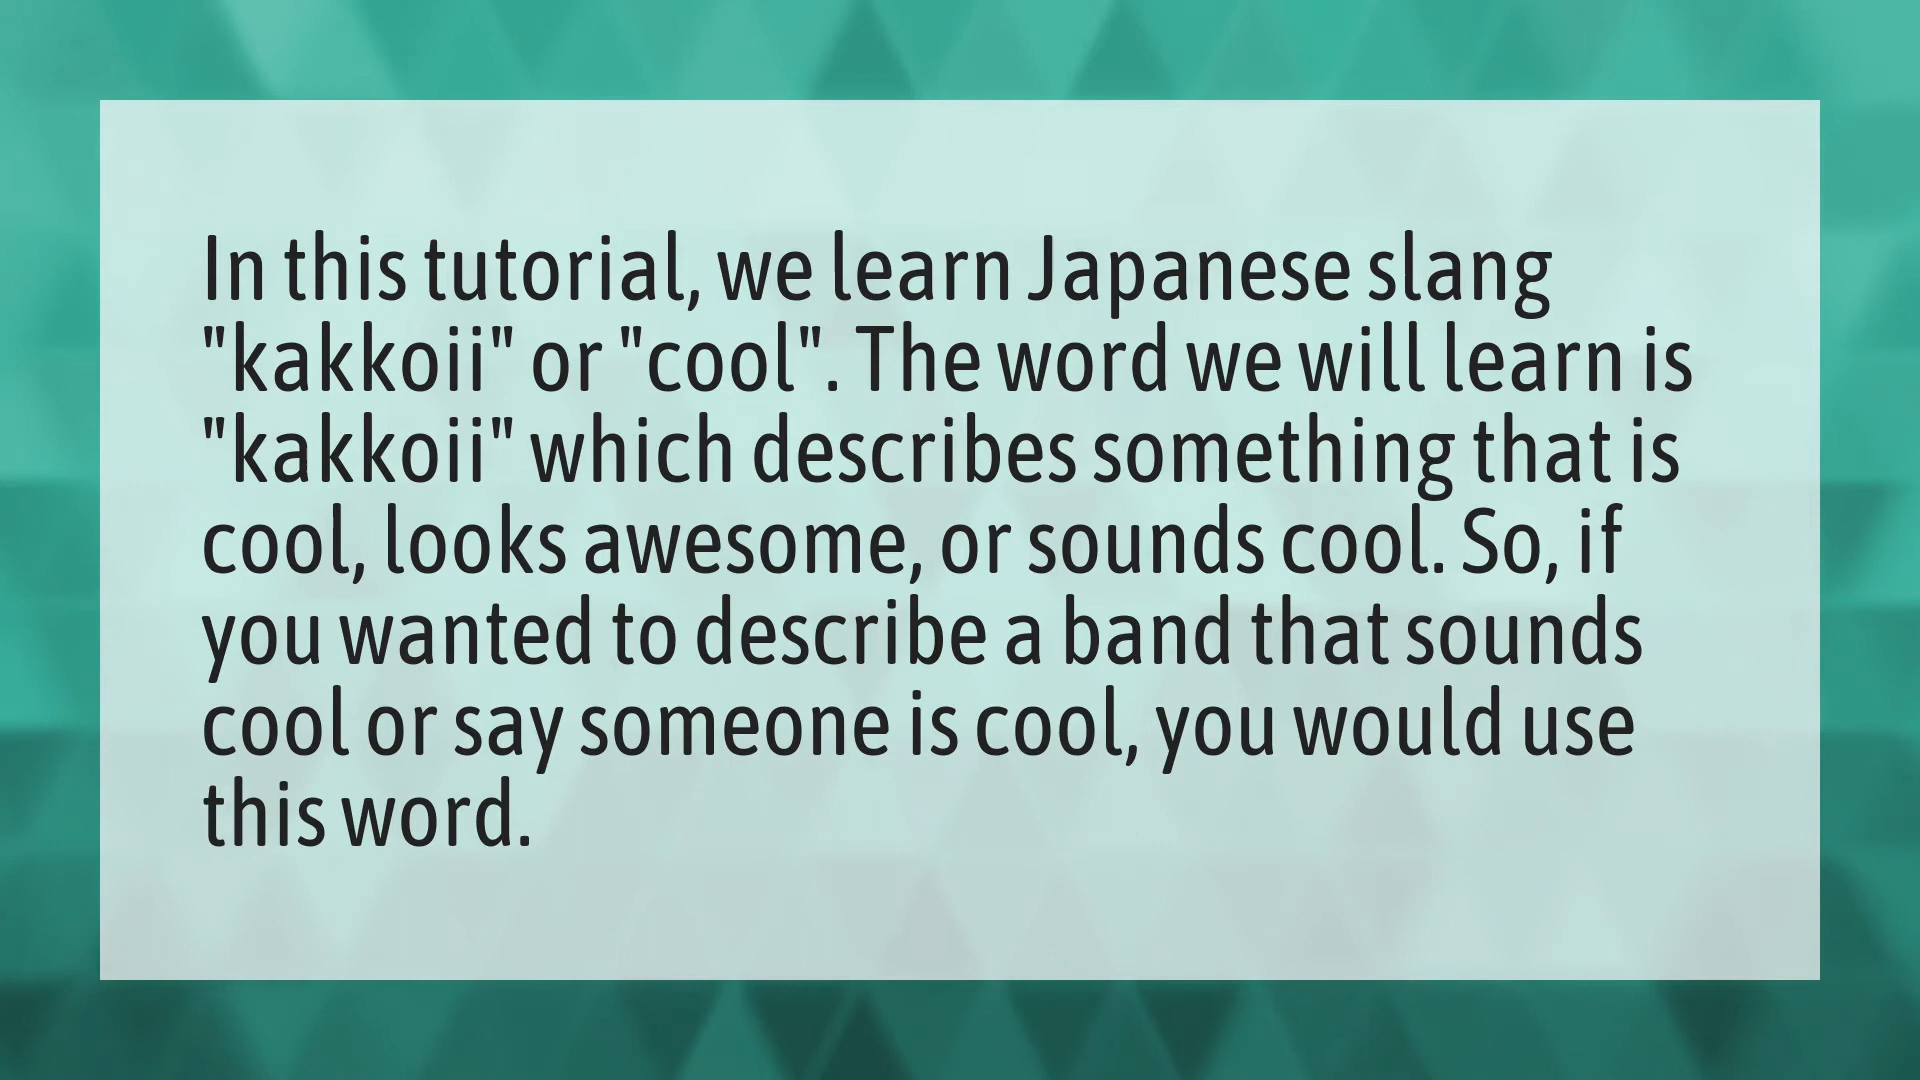 In this tutorial, we learn Japanese slang
"kakkoii" or "cool". The word we will learn is
"kakkoii" which describes something that is
cool, looks awesome, or sounds cool. So, if
you wanted to describe a band that sounds
cool or say someone is cool, you would use
this word.